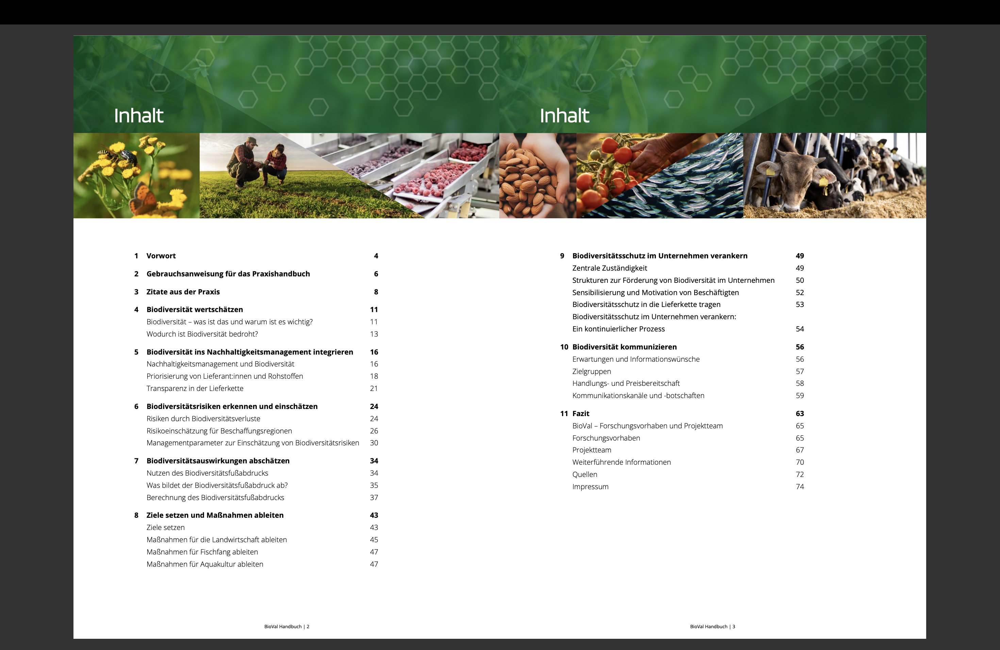 Inhalt
1 Vorwort 4
2 Gebrauchsanweisung für das Praxishandbuch 6
3 Zitate aus der Praxis 8
4 Biodiversität wertschätzen 11
Biodiversität – was ist das und warum ist es wichtig? 11
Wodurch ist Biodiversität bedroht? 13
5 Biodiversität ins Nachhaltigkeitsmanagement integrieren 16
Nachhaltigkeitsmanagement und Biodiversität 16
Priorisierung von Lieferant:innen und Rohstoffen 18
Transparenz in der Lieferkette 21
6 Biodiversitätsrisiken erkennen und einschätzen 24
Risiken durch Biodiversitätsverluste 24
Risikoeinschätzung für Beschaffungsregionen 26
Managementparameter zur Einschätzung von Biodiversitätsrisiken 30
7 Biodiversitätsauswirkungen abschätzen 34
Nutzen des Biodiversitätsfußabdrucks 34
Was bildet der Biodiversitätsfußabdruck ab? 35
Berechnung des Biodiversitätsfußabdrucks 37
8 Ziele setzen und Maßnahmen ableiten 43
Ziele setzen 43
Maßnahmen für die Landwirtschaft ableiten 45
Maßnahmen für Fischfang ableiten 47
Maßnahmen für Aquakultur ableiten 47
BioVal Handbuch | 2
Inhalt
9 Biodiversitätsschutz im Unternehmen verankern 49
Zentrale Zuständigkeit 49
Strukturen zur Förderung von Biodiversität im Unternehmen 50
Sensibilisierung und Motivation von Beschäftigten 52
Biodiversitätsschutz in die Lieferkette tragen 53
Biodiversitätsschutz im Unternehmen verankern:
Ein kontinuierlicher Prozess 54
10 Biodiversität kommunizieren 56
Erwartungen und Informationswünsche 56
Zielgruppen 57
Handlungs- und Preisbereitschaft 58
Kommunikationskanäle und -botschaften 59
11 Fazit 63
BioVal – Forschungsvorhaben und Projektteam 65
Forschungsvorhaben 65
Projektteam 67
Weiterführende Informationen 70
Quellen 72
Impressum 74
BioVal Handbuch | 3